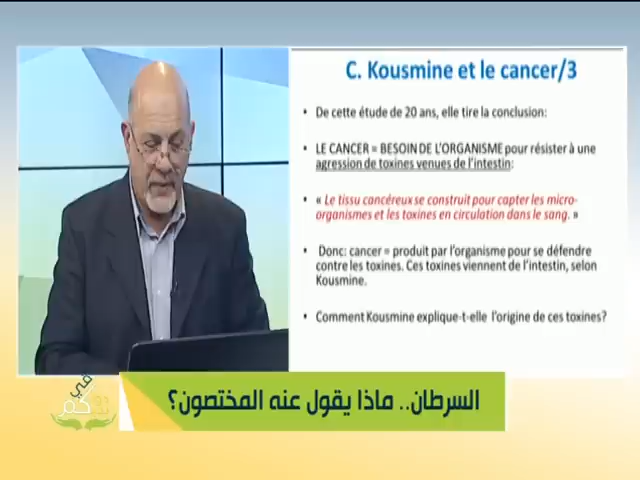 C. Kousmine et le cancer/3
• De cette étude de 20 ans, elle tire la conclusion:
• LE CANCER = BESOIN DE L'ORGANISME pour résister à une
agression de toxines venues de l'intestin:
• « Le tissu cancéreux se construit pour capter les micro-
organismes et les toxines en circulation dans le sang. »
• Donc: cancer = produit par l'organisme pour se défendre
contre les toxines. Ces toxines viennent de l'intestin, selon
Kousmine.
• Comment Kousmine explique-t-elle l'origine de ces toxines?
السرطان.. ماذا يقول عنه المختصون؟
في